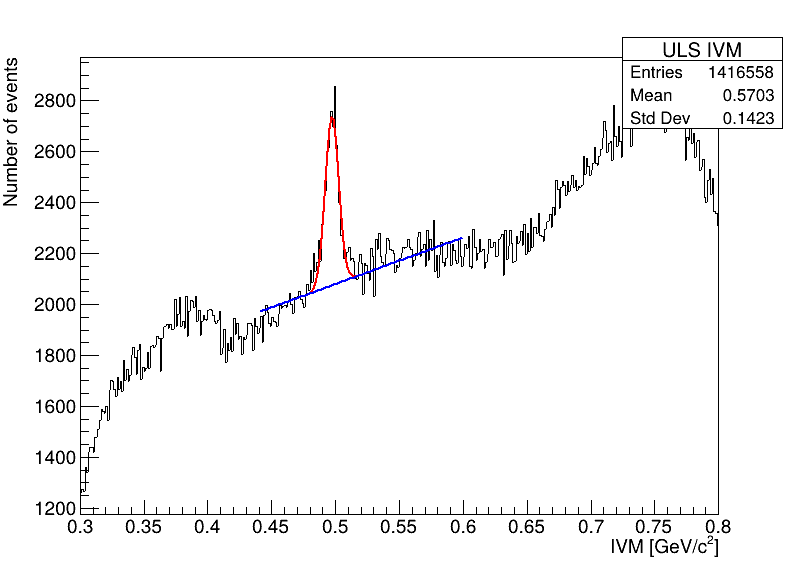 ULS IVM
Entries 1416558
Mean 0.5703
Std Dev 0.1423
Number of events
2800
2600
2400
2200
2000
1800
1600
1400
1200
0.3 0.35 0.4 0.45 0.5 0.55 0.6 0.65 0.7 0.75 0.8
IVM [GeV/c²]